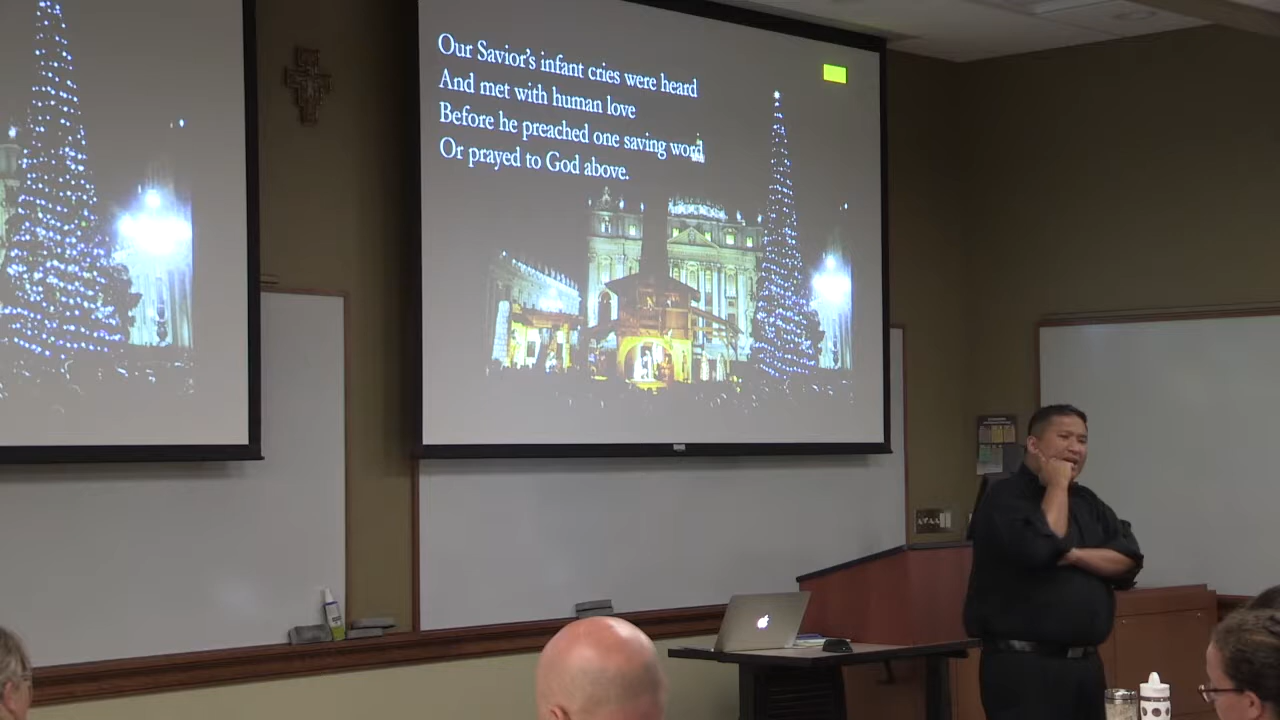 Our Savior’s infant cries were heard
And met with human love
Before he preached one saving word
Or prayed to God above.